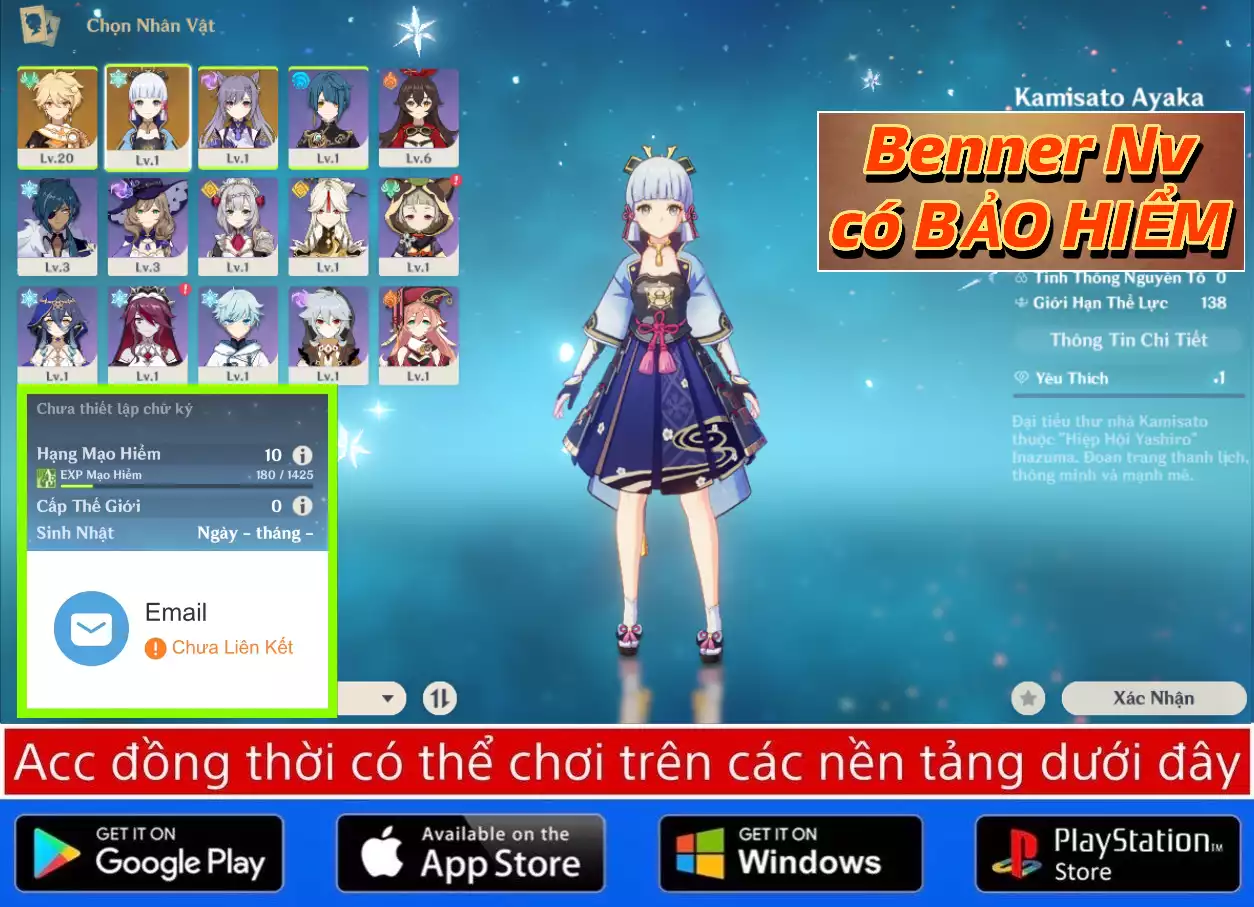 Chọn Nhân Vật
Lv.20
Lv.1
Lv.1
Lv.1
Lv.6
Lv.3
Lv.3
Lv.1
Lv.1
Lv.1
Lv.1
Lv.1
Lv.1
Lv.1
Lv.1
Kamisato Ayaka
Benner Nv
có BẢO HIỂM
Tinh Thông Nguyên Tố 0
Giới Hạn Thể Lực 138
Thông Tin Chi Tiết
Yêu Thích .1
Đại tiểu thư nhà Kamisato
thuộc "Hiệp Hội Yashiro"
Inazuma. Đoan trang thanh lịch,
thông minh và mạnh mẽ.
Chưa thiết lập chữ ký
Hạng Mạo Hiểm 10
EXP Mạo Hiểm 180 / 1425
Cấp Thế Giới 0
Sinh Nhật Ngày - tháng -
Email
! Chưa Liên Kết
Xác Nhận
Acc đồng thời có thể chơi trên các nền tảng dưới đây
GET IT ON
Google Play
Available on the
App Store
GET IT ON
Windows
PlayStation™
Store